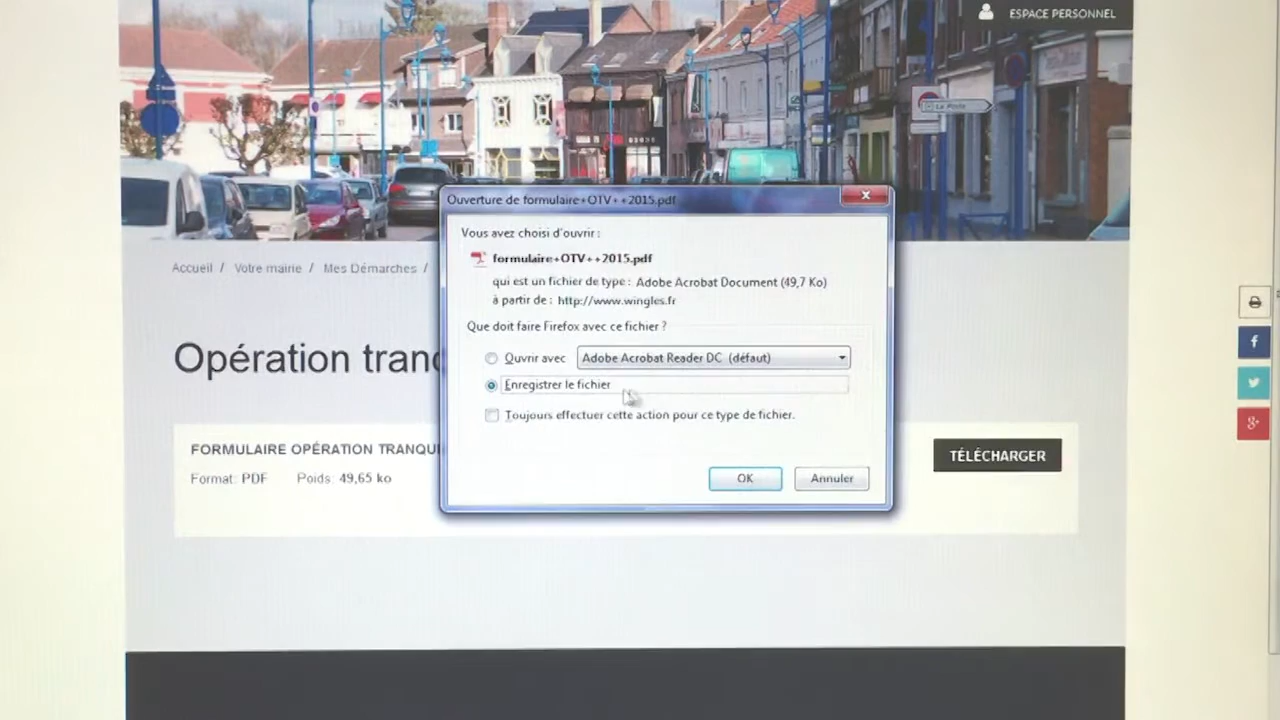 ESPACE PERSONNEL
La Poste
Ouverture de formulaire+OTV++2015.pdf
Vous avez choisi d'ouvrir :
formulaire+OTV++2015.pdf
qui est un fichier de type : Adobe Acrobat Document (49,7 Ko)
à partir de : http://www.wingles.fr
Que doit faire Firefox avec ce fichier ?
Ouvrir avec Adobe Acrobat Reader DC (défaut)
Enregistrer le fichier
Toujours effectuer cette action pour ce type de fichier.
OK Annuler
Accueil / Votre mairie / Mes Démarches /
Opération tranq
FORMULAIRE OPÉRATION TRANQU
Format: PDF Poids: 49,65 ko
TÉLÉCHARGER